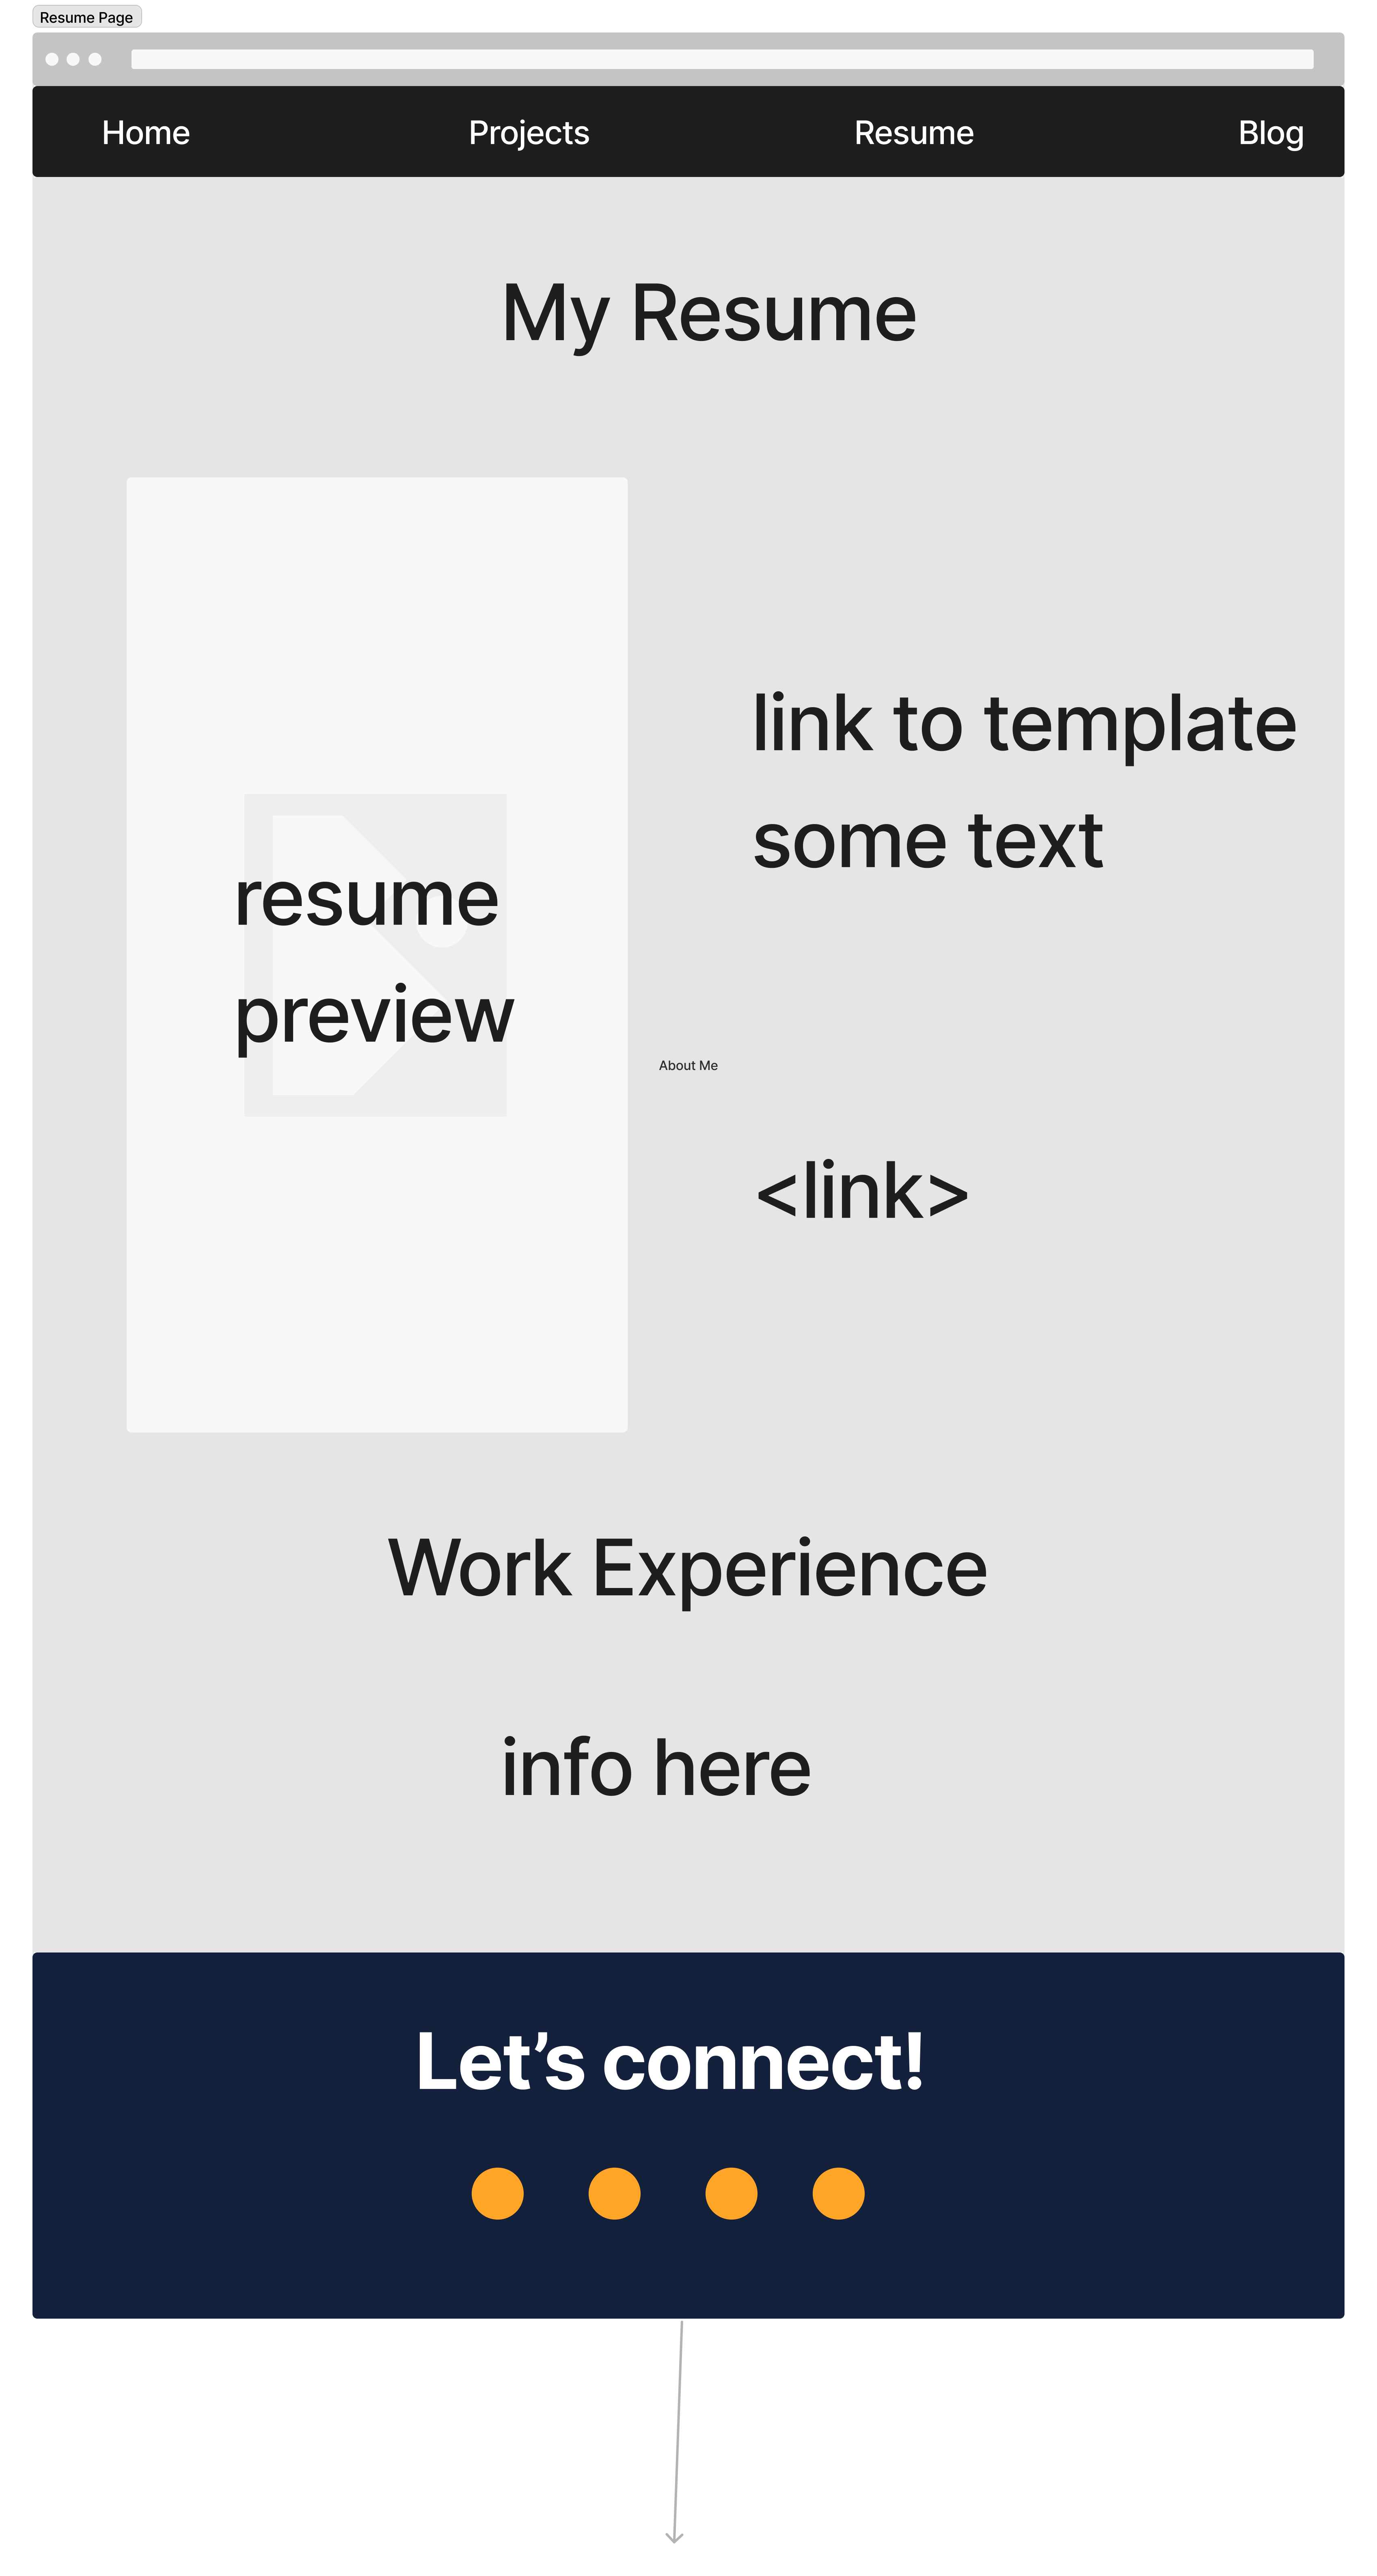 Resume Page
Home Projects Resume Blog
My Resume
link to template
some text
resume
preview
About Me
<link>
Work Experience
info here
Let’s connect!